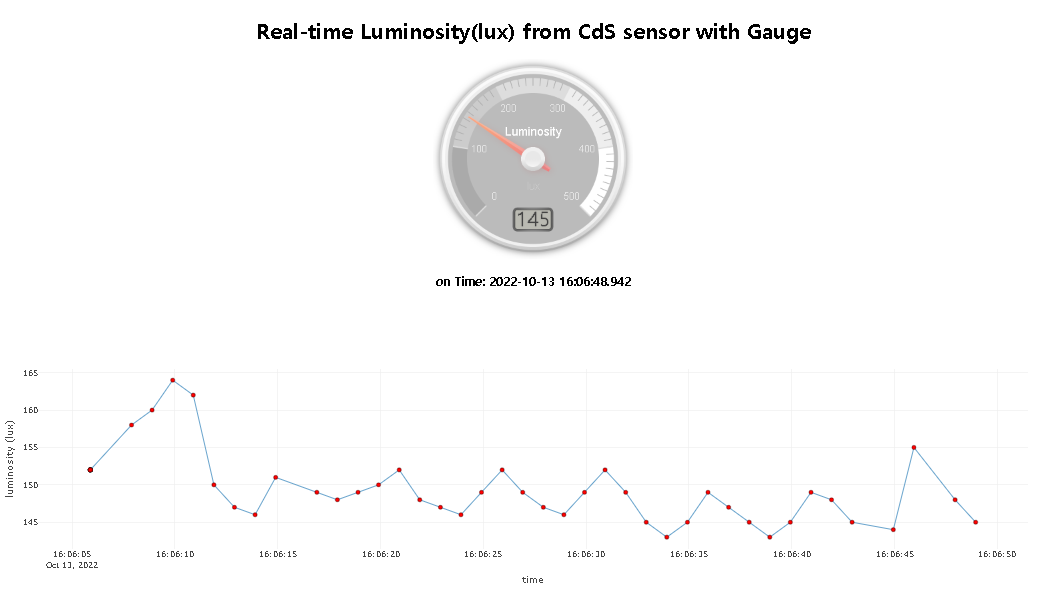 Real-time Luminosity(lux) from CdS sensor with Gauge
200 300
Luminosity
100 400
0 500
145
on Time: 2022-10-13 16:06:48.942
165
160
155
150
145
luminosity (lux)
16:06:05 16:06:10 16:06:15 16:06:20 16:06:25 16:06:30 16:06:35 16:06:40 16:06:45 16:06:50
Oct 13, 2022
time